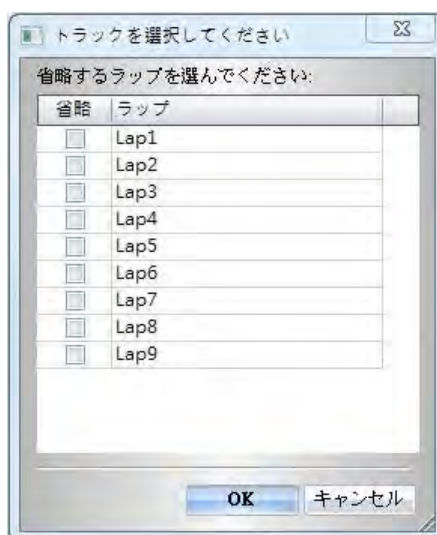 トラックを選択してください
省略するラップを選んでください:
省略 ラップ
Lap1
Lap2
Lap3
Lap4
Lap5
Lap6
Lap7
Lap8
Lap9
OK キャンセル